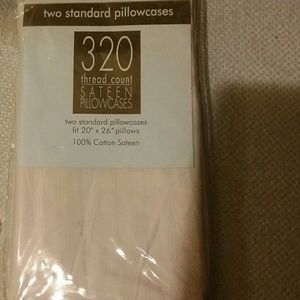 two standard pillowcases
320
thread count
SATEEN
PILLOWCASES
two standard pillowcases
fit 20" x 26" pillows
100% Cotton Sateen